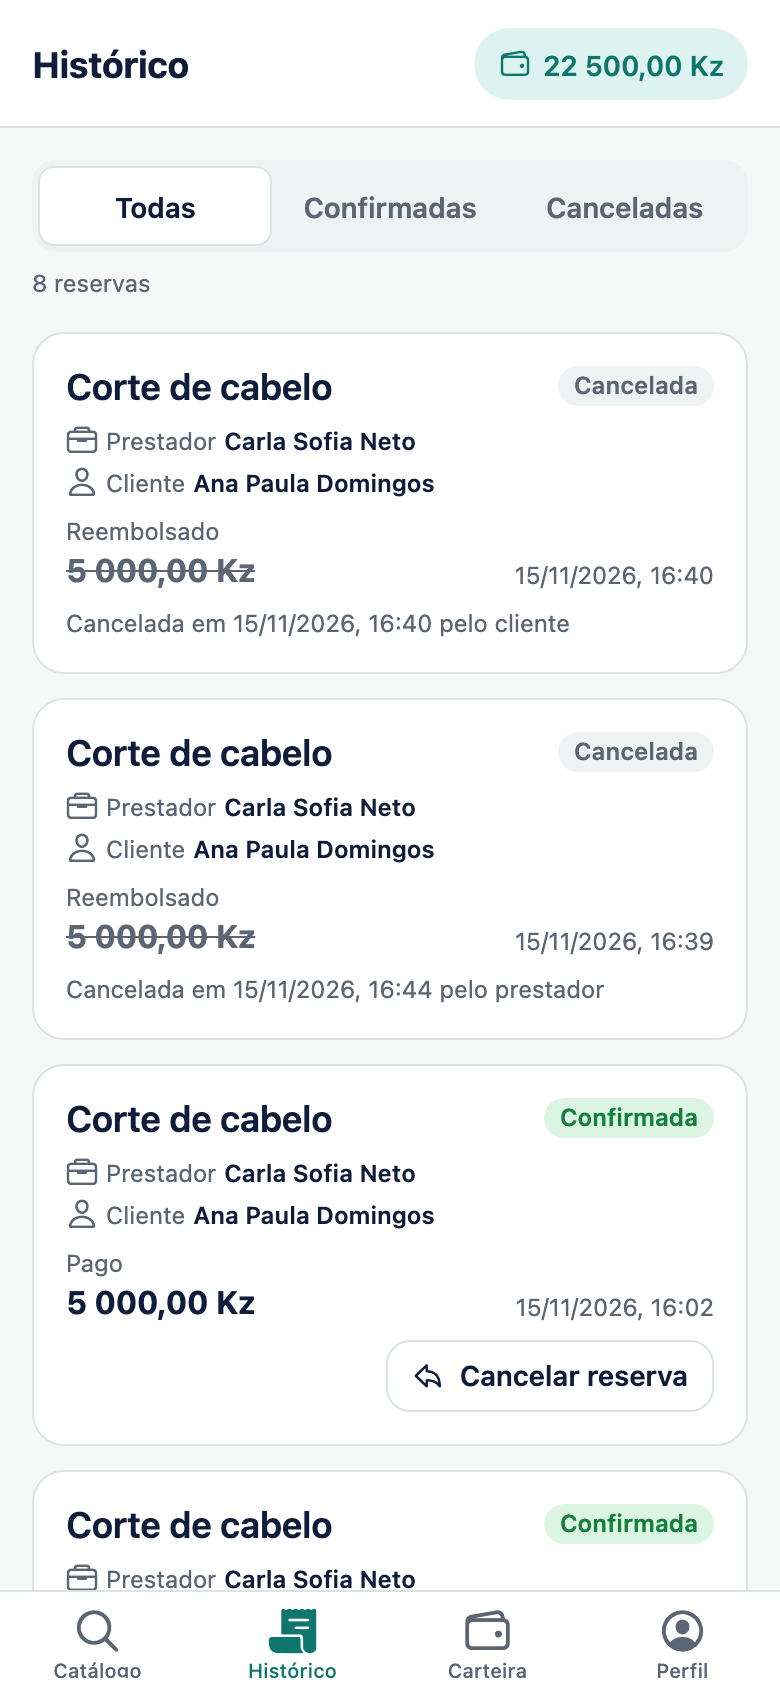 Histórico
22 500,00 Kz
Todas
Confirmadas
Canceladas
8 reservas
Corte de cabelo
Cancelada
Prestador Carla Sofia Neto
Cliente Ana Paula Domingos
Reembolsado
5 000,00 Kz
15/11/2026, 16:40
Cancelada em 15/11/2026, 16:40 pelo cliente
Corte de cabelo
Cancelada
Prestador Carla Sofia Neto
Cliente Ana Paula Domingos
Reembolsado
5 000,00 Kz
15/11/2026, 16:39
Cancelada em 15/11/2026, 16:44 pelo prestador
Corte de cabelo
Confirmada
Prestador Carla Sofia Neto
Cliente Ana Paula Domingos
Pago
5 000,00 Kz
15/11/2026, 16:02
Cancelar reserva
Corte de cabelo
Confirmada
Prestador Carla Sofia Neto
Catálogo
Histórico
Carteira
Perfil